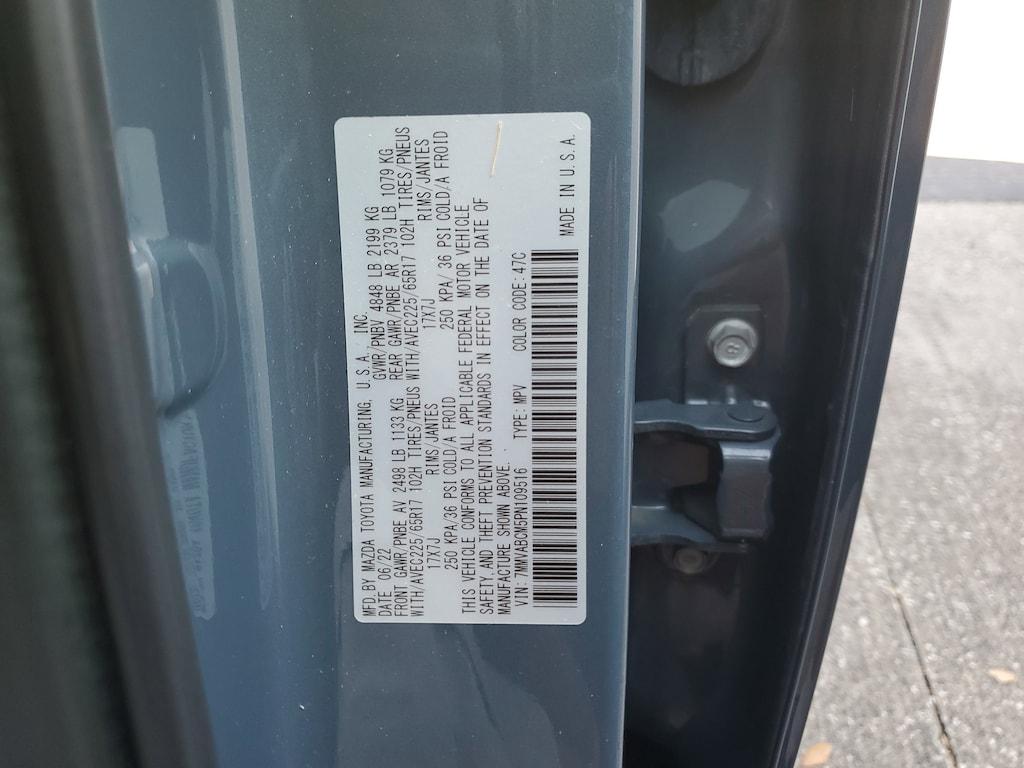 MFD. BY MAZDA TOYOTA MANUFACTURING, U.S.A., INC.
DATE 06/22 GVWR/PNBV 4848 LB 2199 KG
FRONT GAWR/PNBE AV 2498 LB 1133 KG REAR GAWR/PNBE AR 2379 LB 1079 KG
WITH/AVEC225/65R17 102H TIRES/PNEUS WITH/AVEC225/65R17 102H TIRES/PNEUS
17X7J RIMS/JANTES 17X7J RIMS/JANTES
250 KPA/36 PSI COLD/A FROID 250 KPA/36 PSI COLD/A FROID
THIS VEHICLE CONFORMS TO ALL APPLICABLE FEDERAL MOTOR VEHICLE
SAFETY,AND THEFT PREVENTION STANDARDS IN EFFECT ON THE DATE OF
MANUFACTURE SHOWN ABOVE.
VIN: 7MMVABCM5PN109516 TYPE: MPV COLOR CODE: 47C
MADE IN U.S.A.